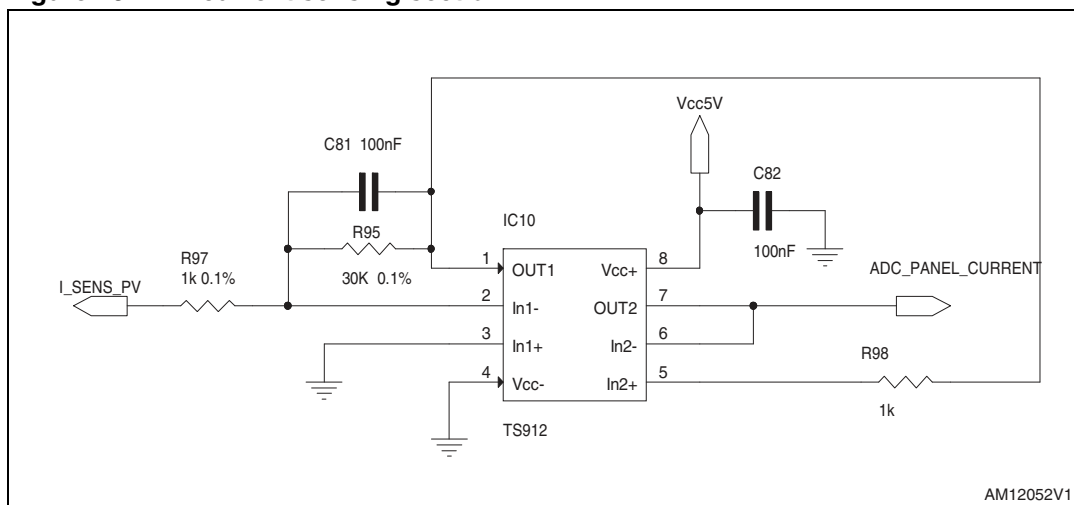 Vcc5V
C81 100nF
C82
R95
IC10
100nF
R97
1k 0.1%
30K 0.1%
1 OUT1 Vcc+ 8
ADC_PANEL_CURRENT
I_SENS_PV
2 In1- OUT2 7
3 In1+ In2- 6
R98
4 Vcc- In2+ 5
1k
TS912
AM12052V1